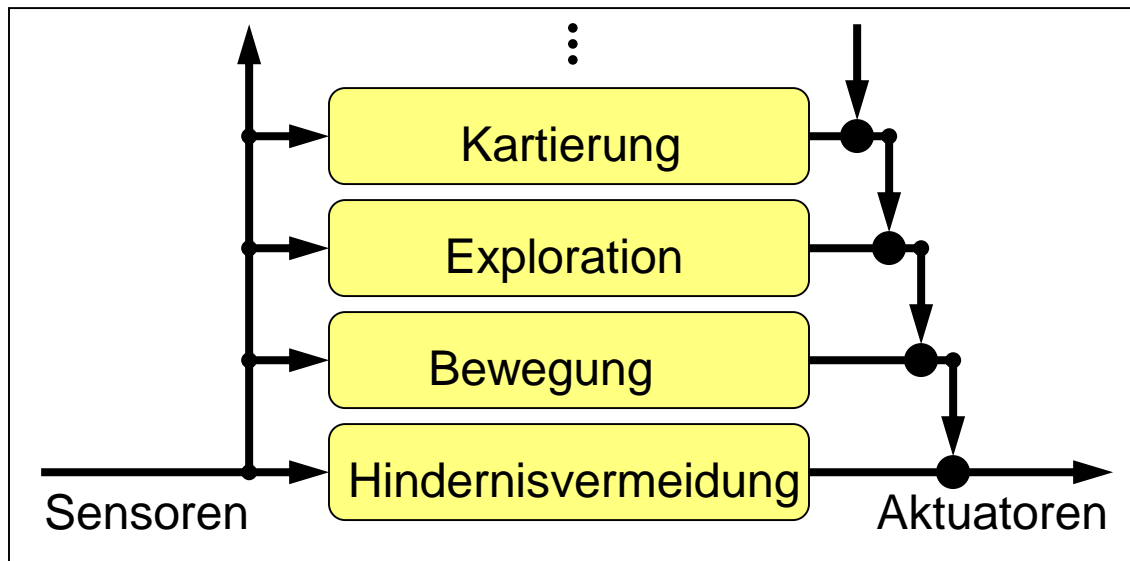 Kartierung
Exploration
Bewegung
Hindernisvermeidung
Sensoren
Aktuatoren